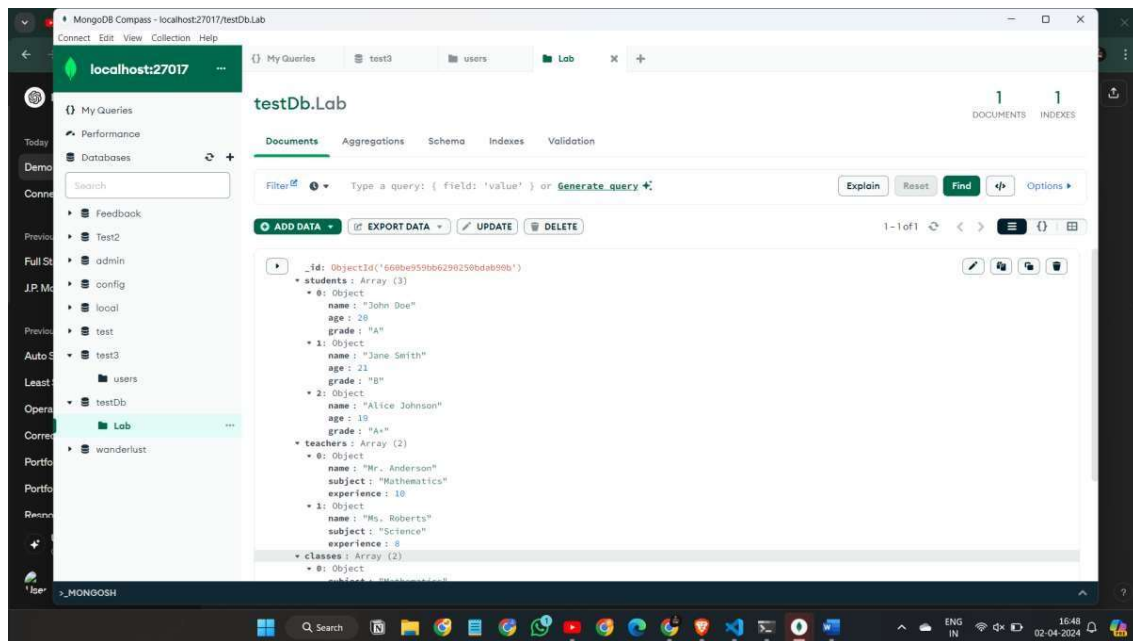 MongoDB Compass - localhost:27017/testDb.Lab
Connect Edit View Collection Help
localhost:27017 ...
{} My Queries
test3
users
Lab
{} My Queries
Performance
Databases
Search
Feedback
Test2
admin
config
local
test
test3
users
testDb
Lab ...
wanderlust
testDb.Lab
1 DOCUMENTS
1 INDEXES
Documents Aggregations Schema Indexes Validation
Filter Type a query: { field: 'value' } or Generate query
Explain Reset Find </> Options
ADD DATA EXPORT DATA UPDATE DELETE
1-1 of 1
{}
_id: ObjectId('660be959bb6290250bdab90b')
students : Array (3)
0: Object
name : "John Doe"
age : 20
grade : "A"
1: Object
name : "Jane Smith"
age : 21
grade : "B"
2: Object
name : "Alice Johnson"
age : 19
grade : "A+"
teachers : Array (2)
0: Object
name : "Mr. Anderson"
subject : "Mathematics"
experience : 10
1: Object
name : "Ms. Roberts"
subject : "Science"
experience : 8
classes : Array (2)
0: Object
subject : "Mathematics"
>_MONGOSH
Today
Demo
Conne
Previou
Full St
J.P. Mo
Previou
Auto S
Least
Opera
Correc
Portfo
Portfo
Respo
User
Search
ENG
IN
16:48
02-04-2024